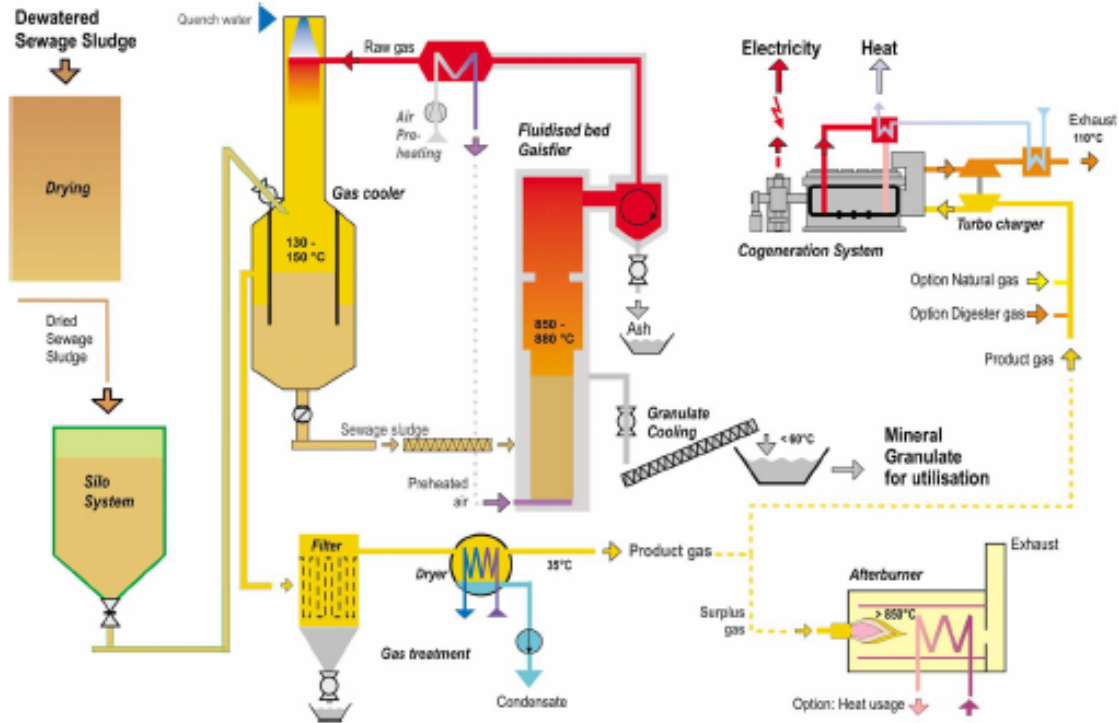 Dewatered
Sewage Sludge
Drying
Dried
Sewage
Sludge
Silo
System
Quench water
Raw gas
Air
Pre-
heating
Gas cooler
130 -
150 °C
Fluidised bed
Gaisfier
850 -
880 °C
Ash
Sewage sludge
Preheated
air
Granulate
Cooling
< 60°C
Mineral
Granulate
for utilisation
Filter
Dryer
35°C
Product gas
Gas treatment
Condensate
Electricity
Heat
Exhaust
110°C
Turbo charger
Cogeneration System
Option Natural gas
Option Digester gas
Product gas
Exhaust
Afterburner
> 850°C
Surplus
gas
Option: Heat usage